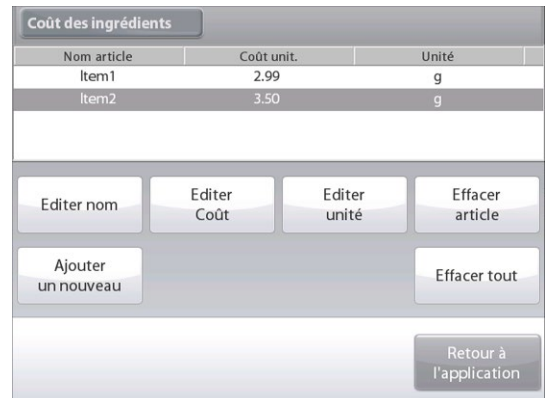 Coût des ingrédients
Nom article Coût unit. Unité
Item1 2.99 g
Item2 3.50 g
Editer nom
Editer
Coût
Editer
unité
Effacer
article
Ajouter
un nouveau
Effacer tout
Retour à
l'application